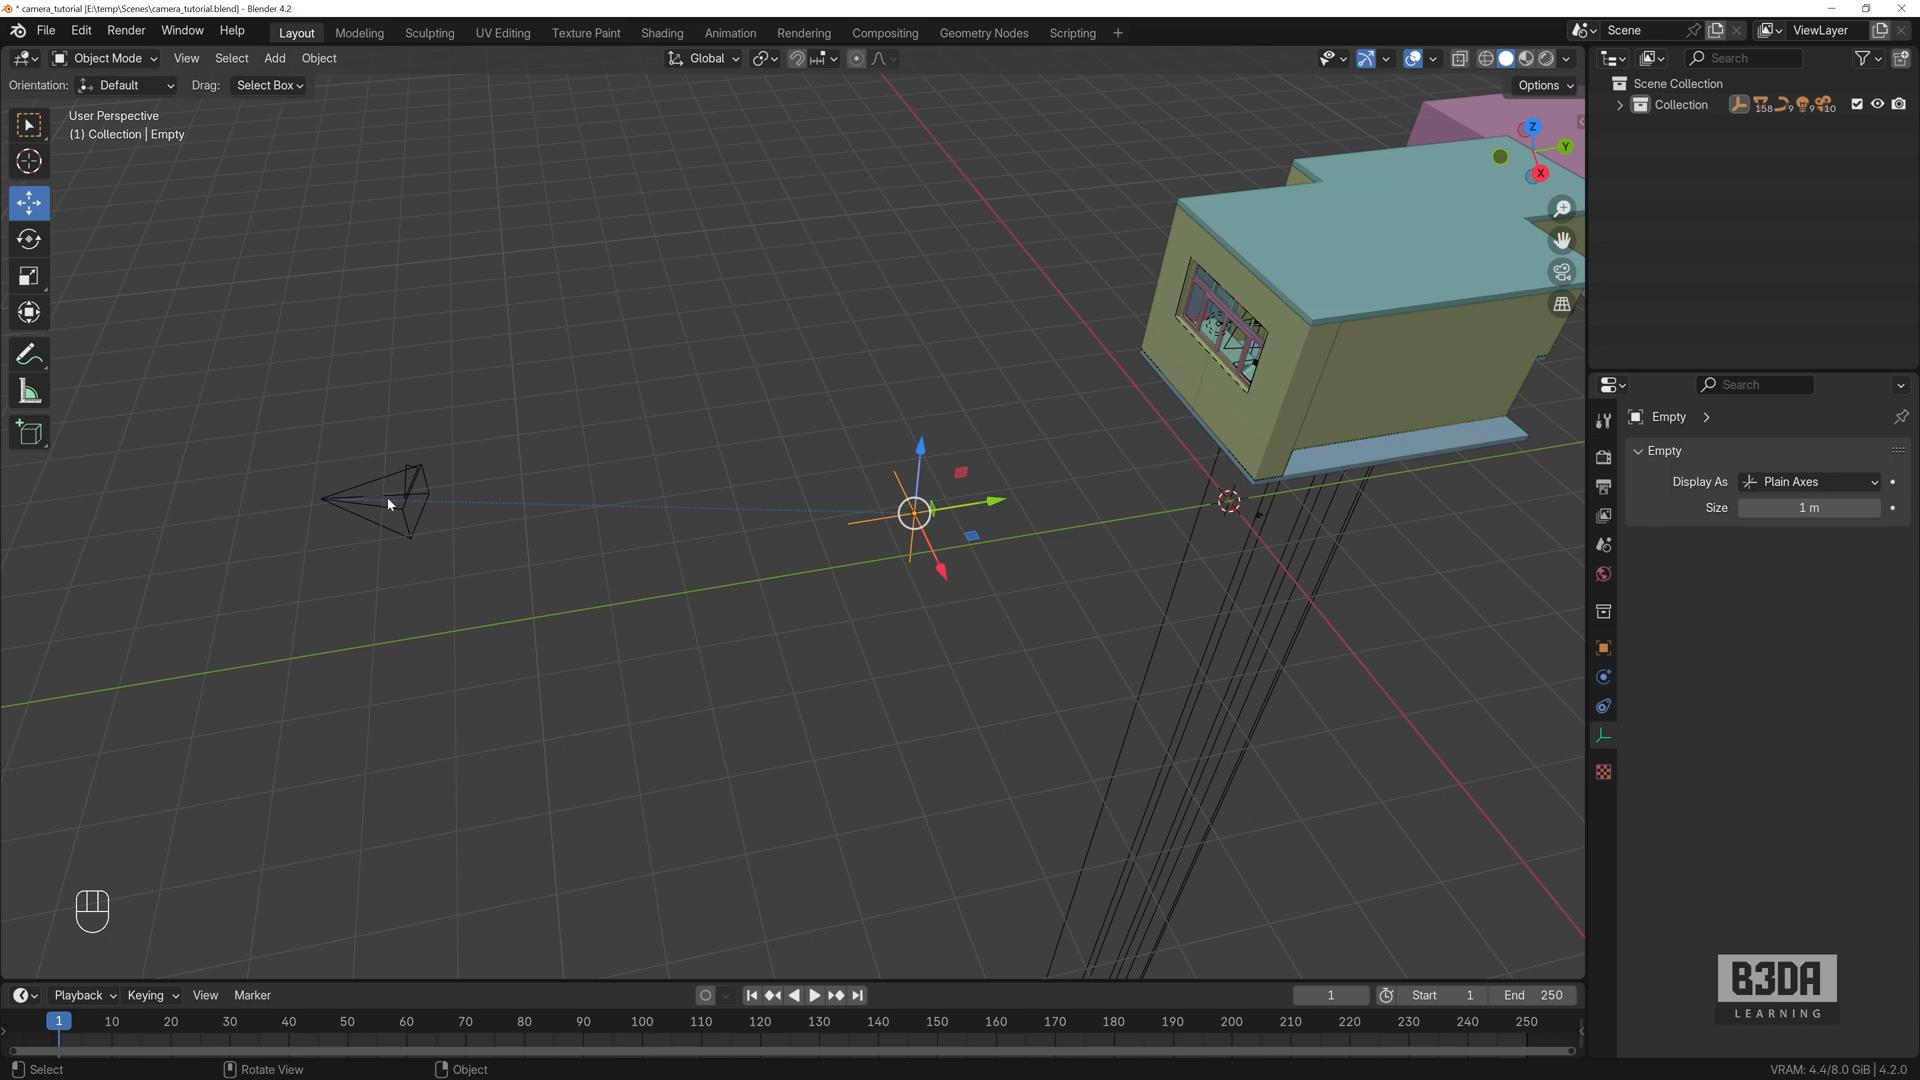 * camera_tutorial [E:\temp\Scenes\camera_tutorial.blend] - Blender 4.2
File Edit Render Window Help Layout Modeling Sculpting UV Editing Texture Paint Shading Animation Rendering Compositing Geometry Nodes Scripting + Scene ViewLayer
Object Mode View Select Add Object Global Search
Orientation: Default Drag: Select Box Options
Scene Collection
Collection 158 9 9 10
User Perspective
(1) Collection | Empty
Z
Y
X
Search
Empty
Empty
Display As Plain Axes
Size 1 m
B3DA
LEARNING
Playback Keying View Marker 1 Start 1 End 250
1 10 20 30 40 50 60 70 80 90 100 110 120 130 140 150 160 170 180 190 200 210 220 230 240 250
Select Rotate View Object VRAM: 4.4/8.0 GiB | 4.2.0